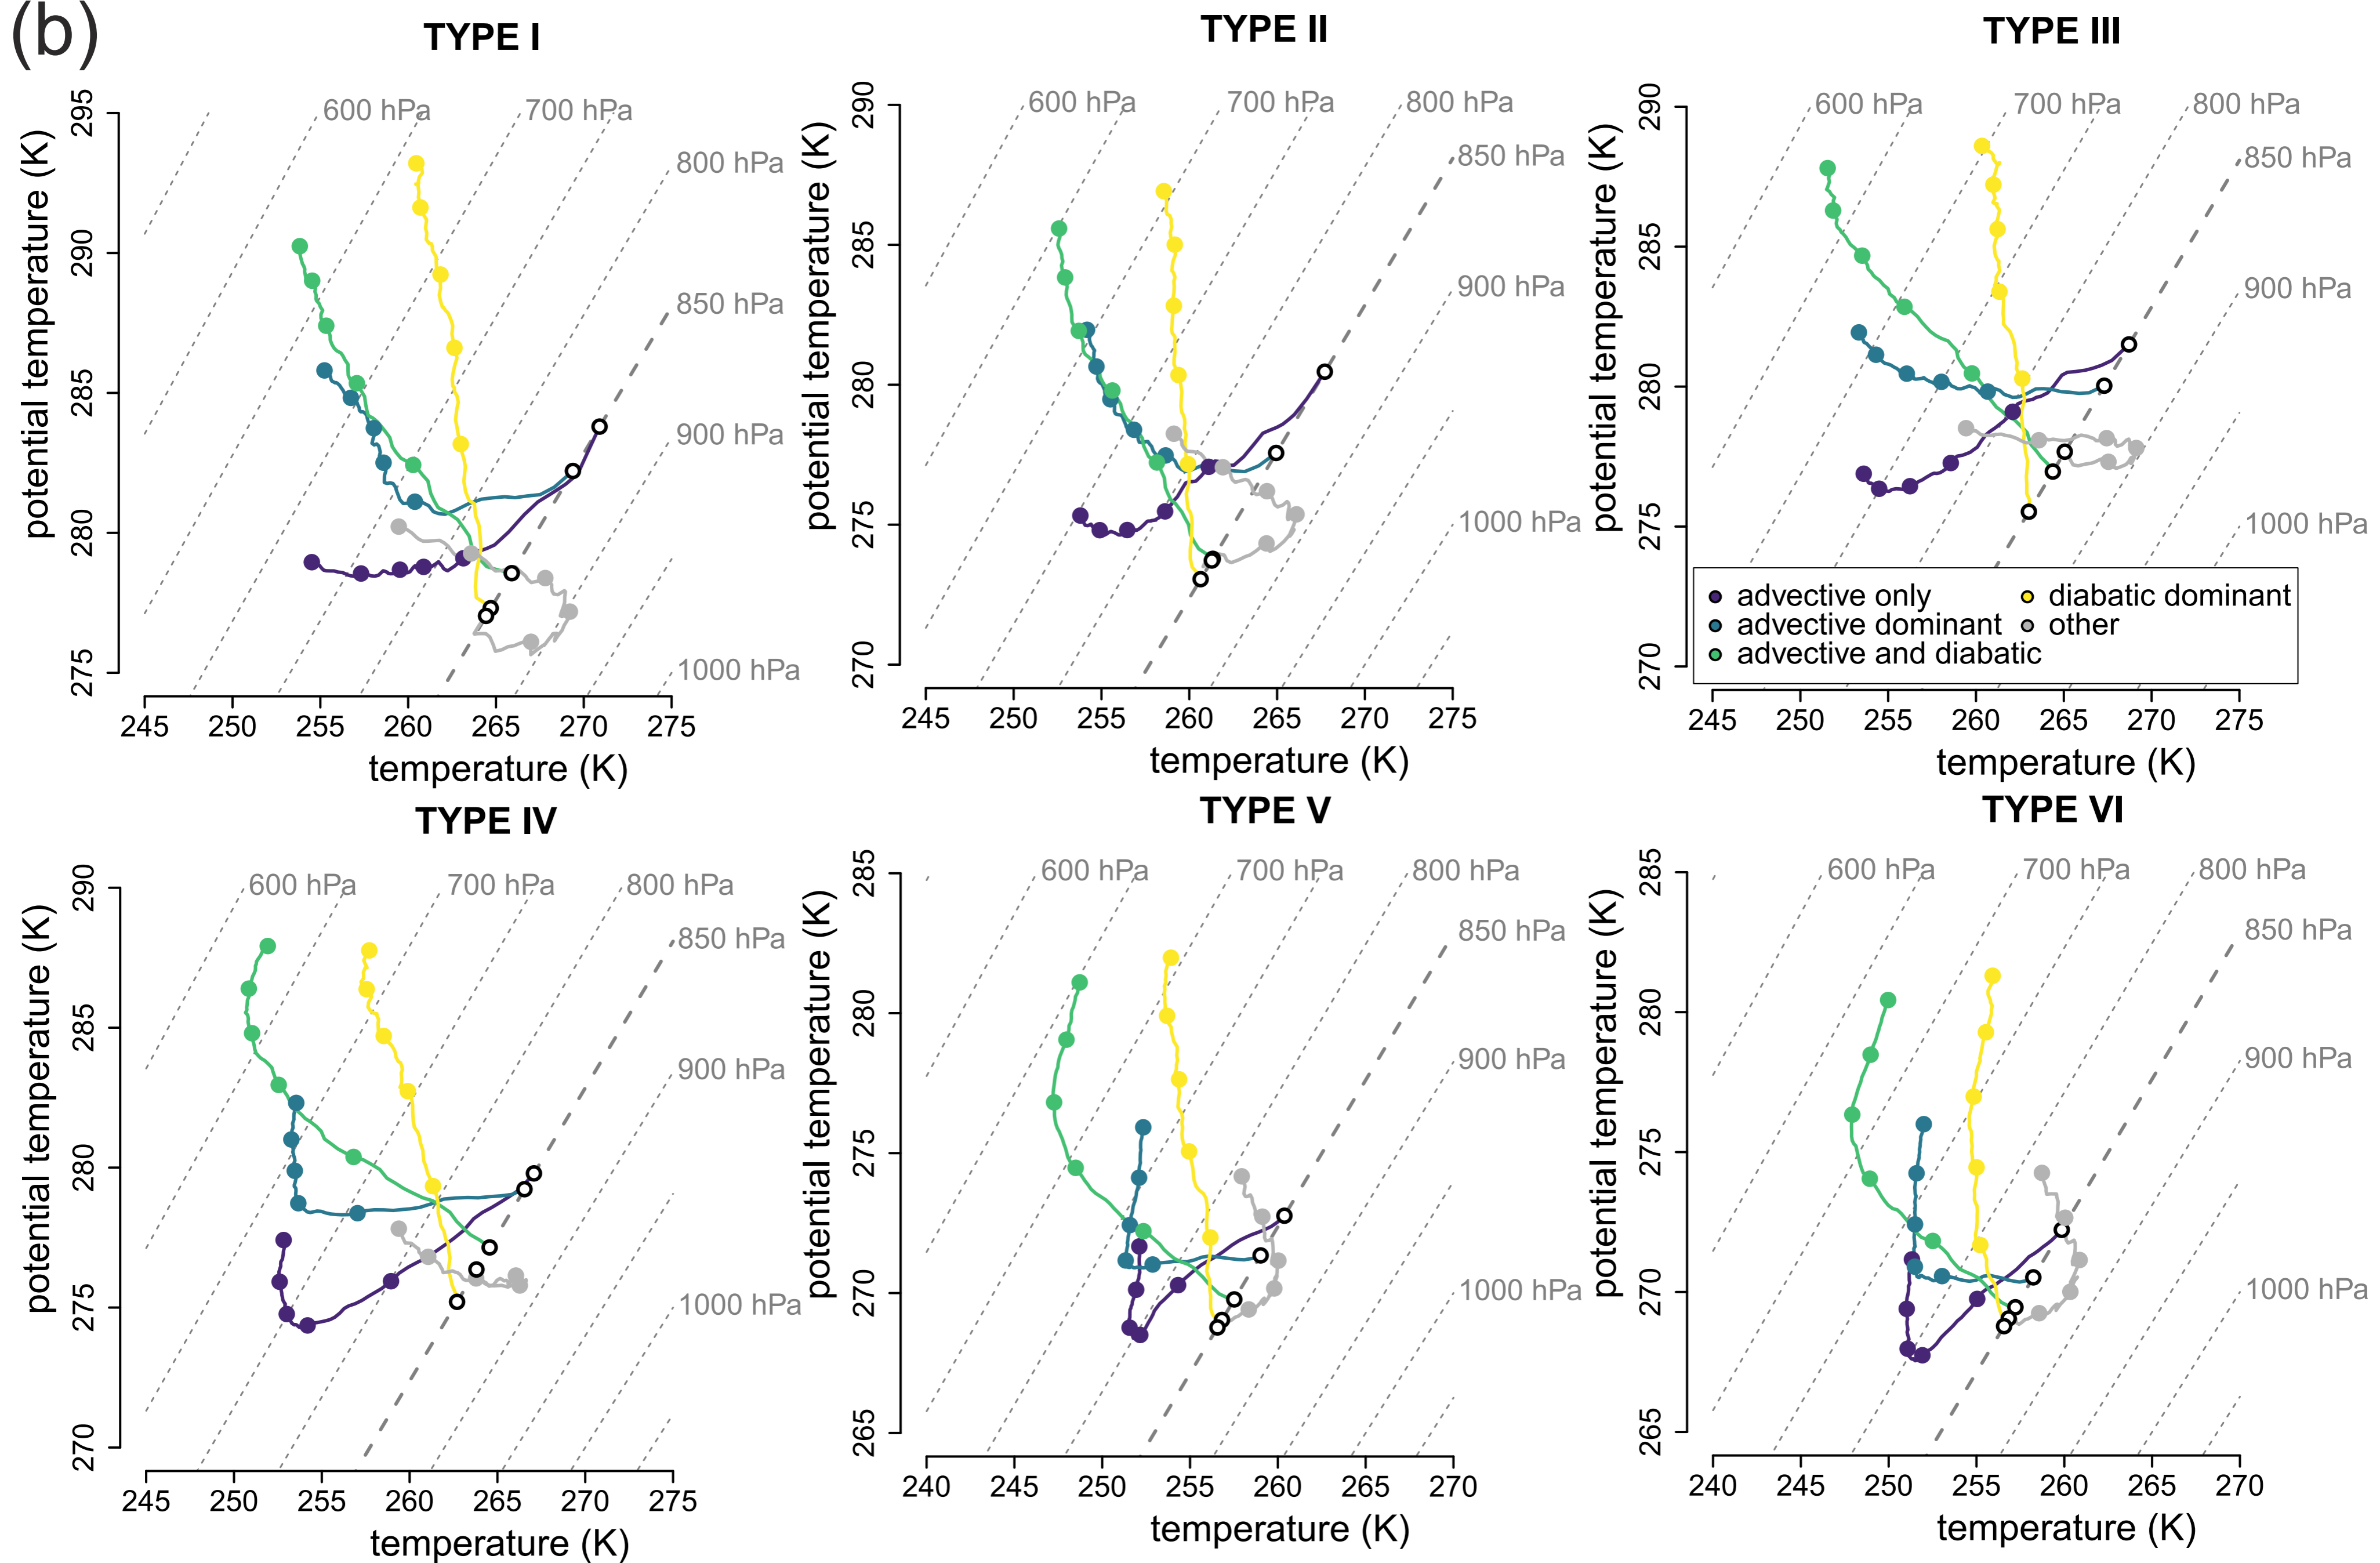 (b)
TYPE I
potential temperature (K)
295
290
285
280
275
600 hPa
700 hPa
800 hPa
850 hPa
900 hPa
1000 hPa
245 250 255 260 265 270 275
temperature (K)
TYPE II
potential temperature (K)
290
285
280
275
270
600 hPa
700 hPa
800 hPa
850 hPa
900 hPa
1000 hPa
245 250 255 260 265 270 275
temperature (K)
TYPE III
potential temperature (K)
290
285
280
275
270
600 hPa
700 hPa
800 hPa
850 hPa
900 hPa
1000 hPa
advective only
advective dominant
advective and diabatic
diabatic dominant
other
245 250 255 260 265 270 275
temperature (K)
TYPE IV
potential temperature (K)
290
285
280
275
270
600 hPa
700 hPa
800 hPa
850 hPa
900 hPa
1000 hPa
245 250 255 260 265 270 275
temperature (K)
TYPE V
potential temperature (K)
285
280
275
270
265
600 hPa
700 hPa
800 hPa
850 hPa
900 hPa
1000 hPa
240 245 250 255 260 265 270
temperature (K)
TYPE VI
potential temperature (K)
285
280
275
270
265
600 hPa
700 hPa
800 hPa
850 hPa
900 hPa
1000 hPa
240 245 250 255 260 265 270
temperature (K)